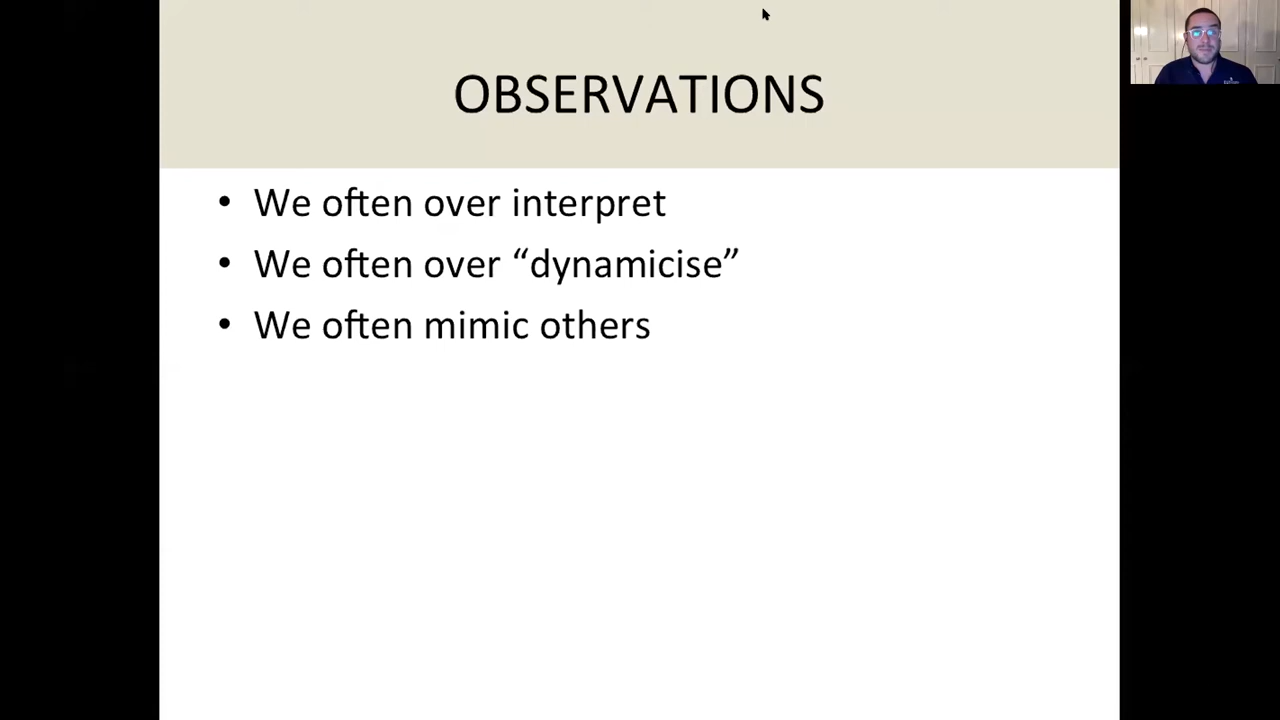 OBSERVATIONS
• We often over interpret
• We often over “dynamicise”
• We often mimic others